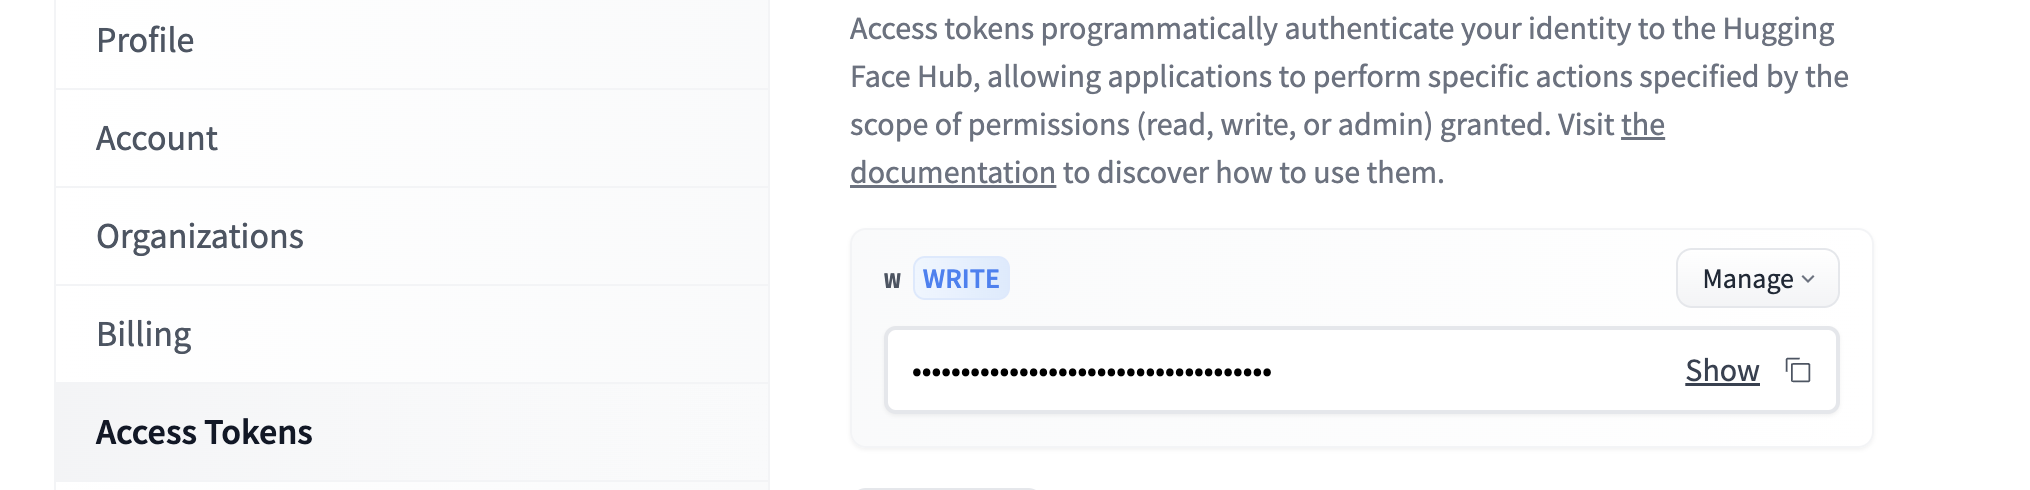 Profile
Account
Organizations
Billing
Access Tokens
Access tokens programmatically authenticate your identity to the Hugging
Face Hub, allowing applications to perform specific actions specified by the
scope of permissions (read, write, or admin) granted. Visit the
documentation to discover how to use them.
w WRITE
Manage
•••••••••••••••••••••••••••••••••••••
Show